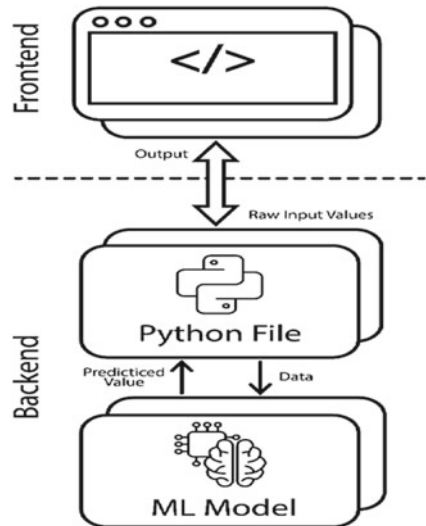 Frontend
</>
Output
Raw Input Values
Backend
Python File
Predicticed
Value
Data
ML Model